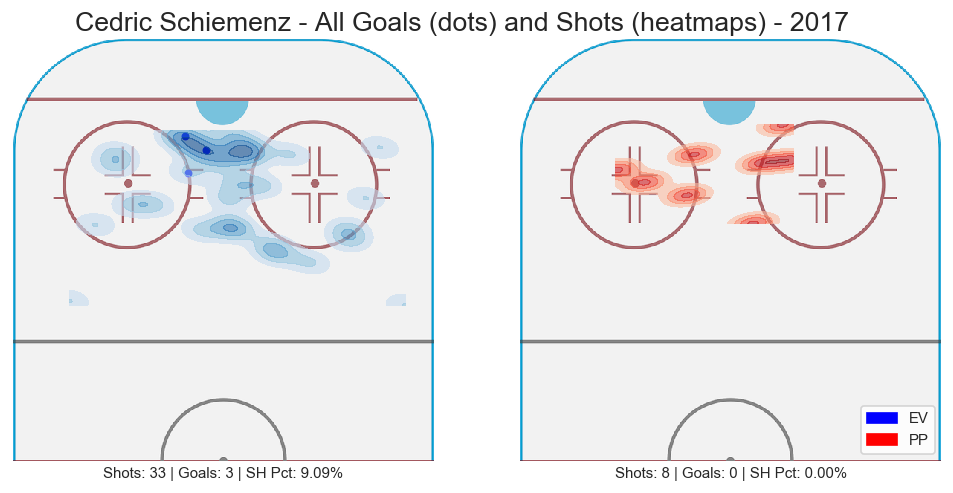 Cedric Schiemenz - All Goals (dots) and Shots (heatmaps) - 2017
EV
PP
Shots: 33 | Goals: 3 | SH Pct: 9.09%
Shots: 8 | Goals: 0 | SH Pct: 0.00%